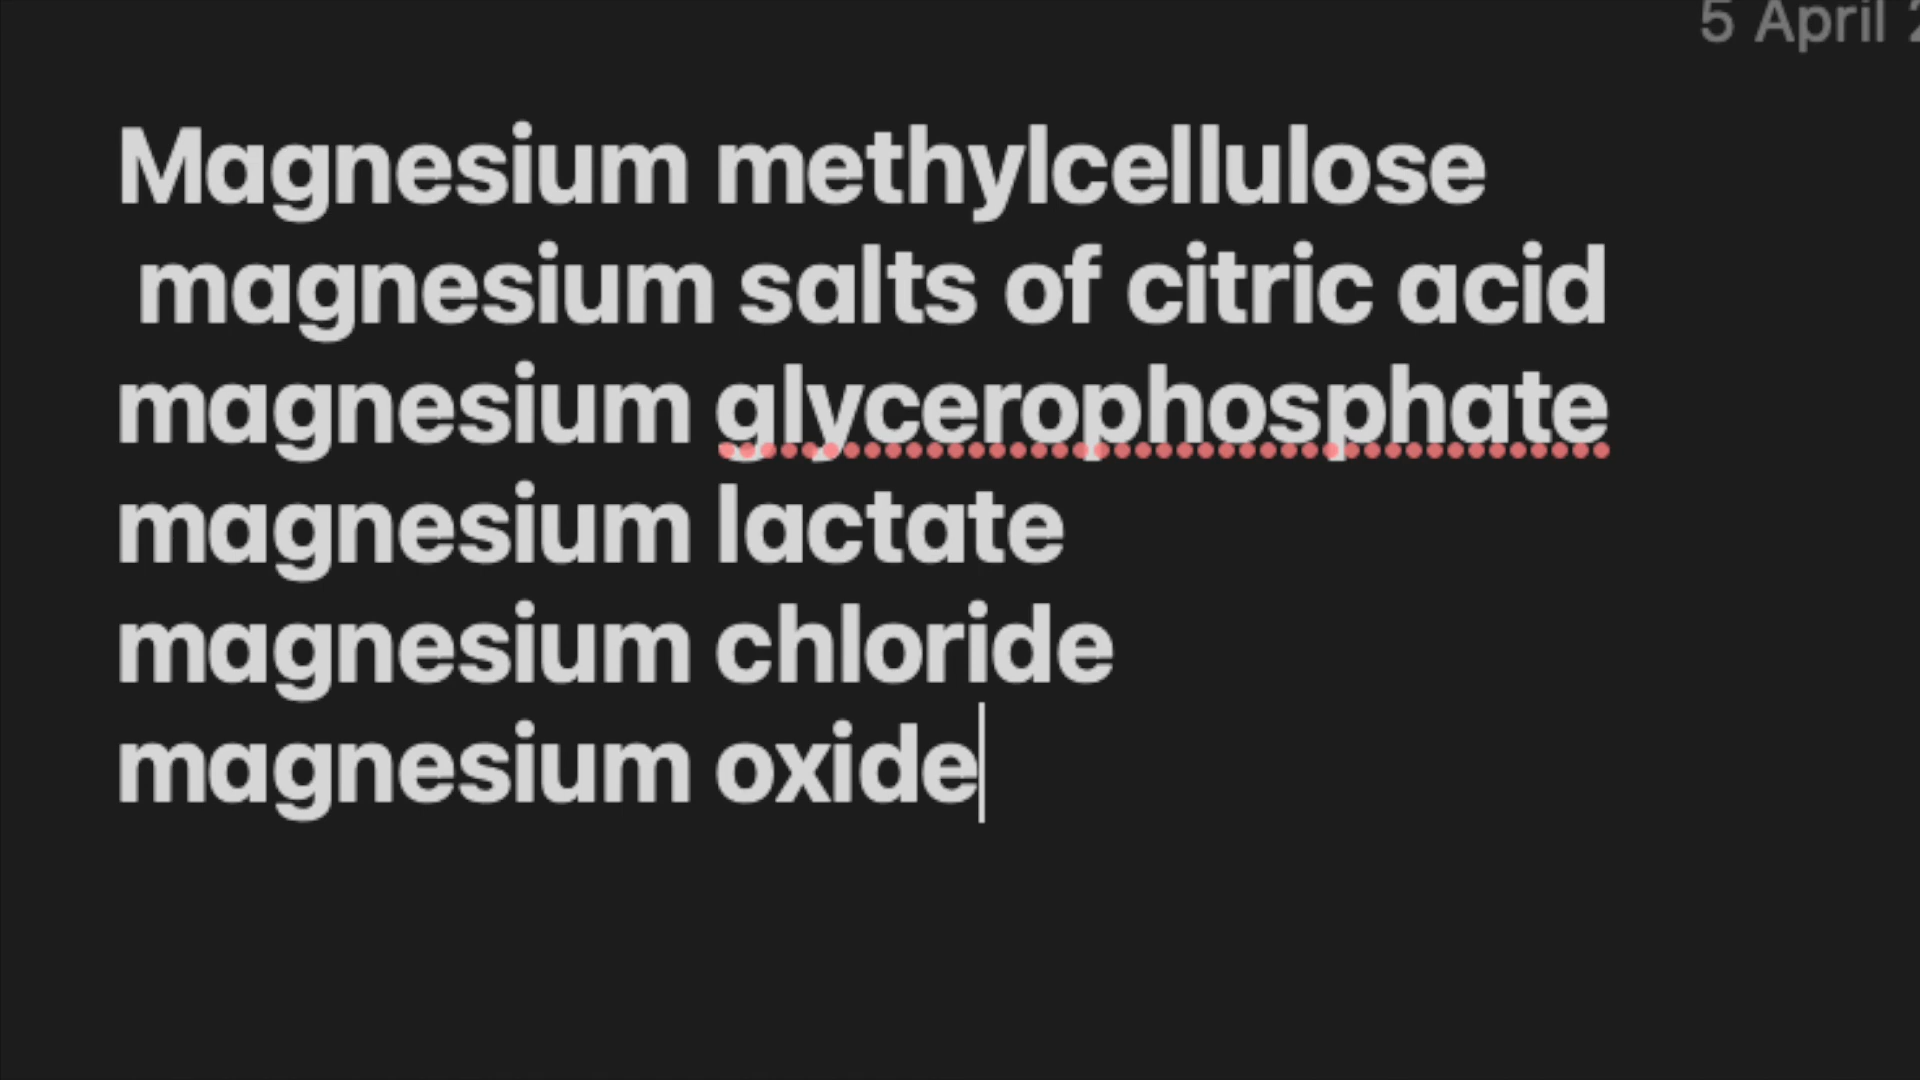 5 April
Magnesium methylcellulose
magnesium salts of citric acid
magnesium glycerophosphate
magnesium lactate
magnesium chloride
magnesium oxide